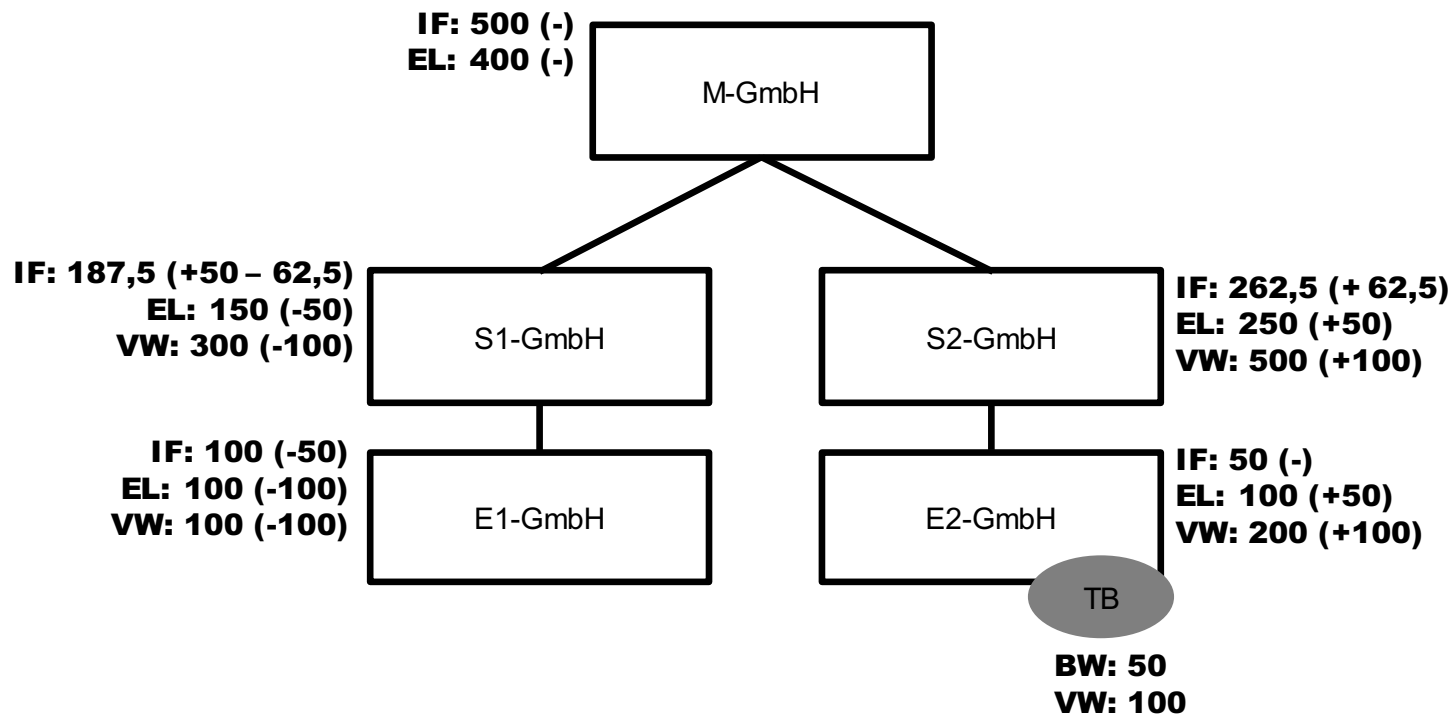 IF: 500 (-)
EL: 400 (-)
M-GmbH
IF: 187,5 (+50 – 62,5)
EL: 150 (-50)
VW: 300 (-100)
S1-GmbH
S2-GmbH
IF: 262,5 (+ 62,5)
EL: 250 (+50)
VW: 500 (+100)
IF: 100 (-50)
EL: 100 (-100)
VW: 100 (-100)
E1-GmbH
E2-GmbH
IF: 50 (-)
EL: 100 (+50)
VW: 200 (+100)
TB
BW: 50
VW: 100